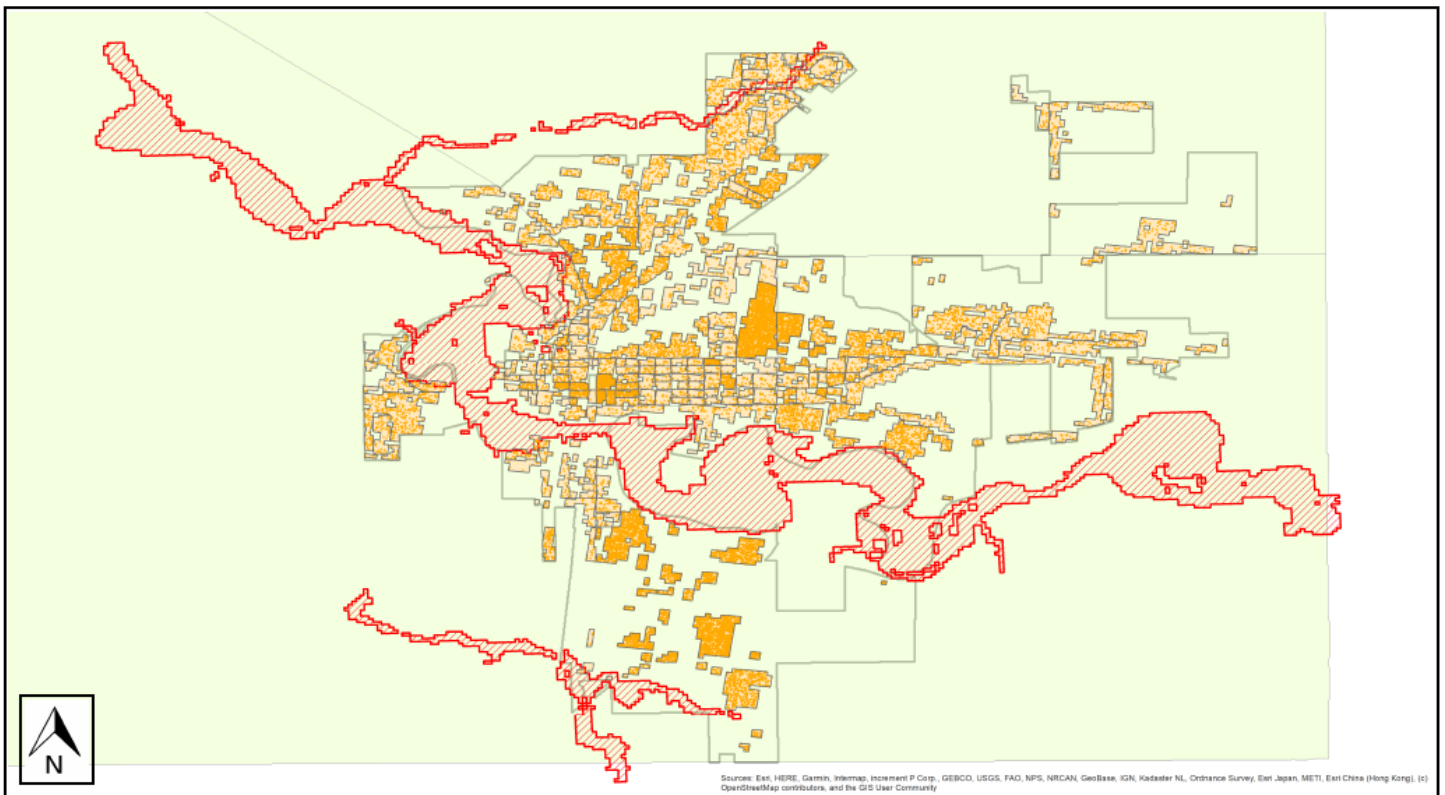 N
Sources: Esri, HERE, Garmin, Intermap, increment P Corp., GEBCO, USGS, FAO, NPS, NRCAN, GeoBase, IGN, Kadaster NL, Ordnance Survey, Esri Japan, METI, Esri China (Hong Kong), (c)
OpenStreetMap contributors, and the GIS User Community